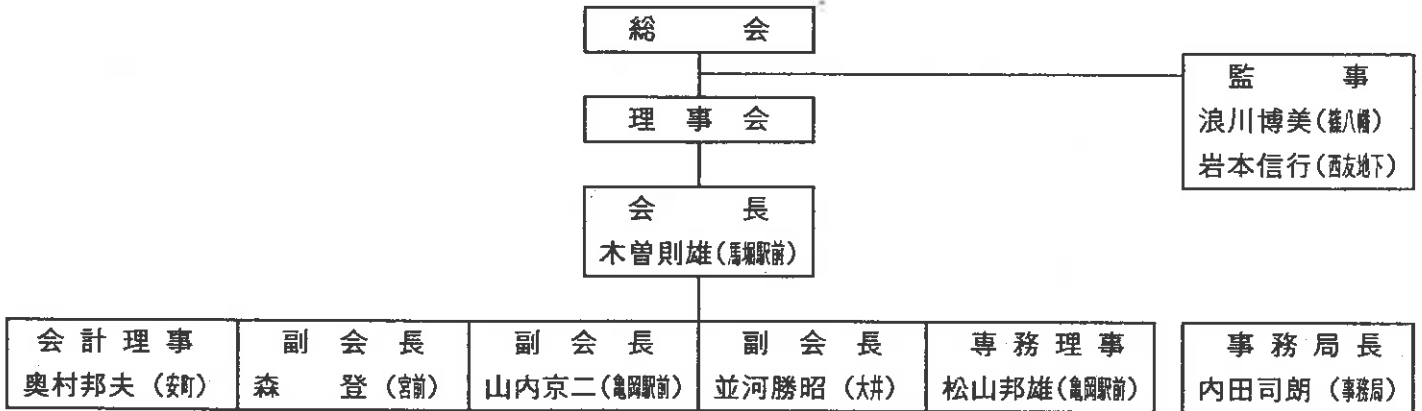 総会
監事
浪川博美(篠八幡)
岩本信行(西友地下)
理事会
会長
木曽則雄(馬堀駅前)
会計理事
奥村邦夫(安町)
副会長
森登(宮前)
副会長
山内京二(亀岡駅前)
副会長
並河勝昭(大井)
専務理事
松山邦雄(亀岡駅前)
事務局長
内田司朗(事務局)